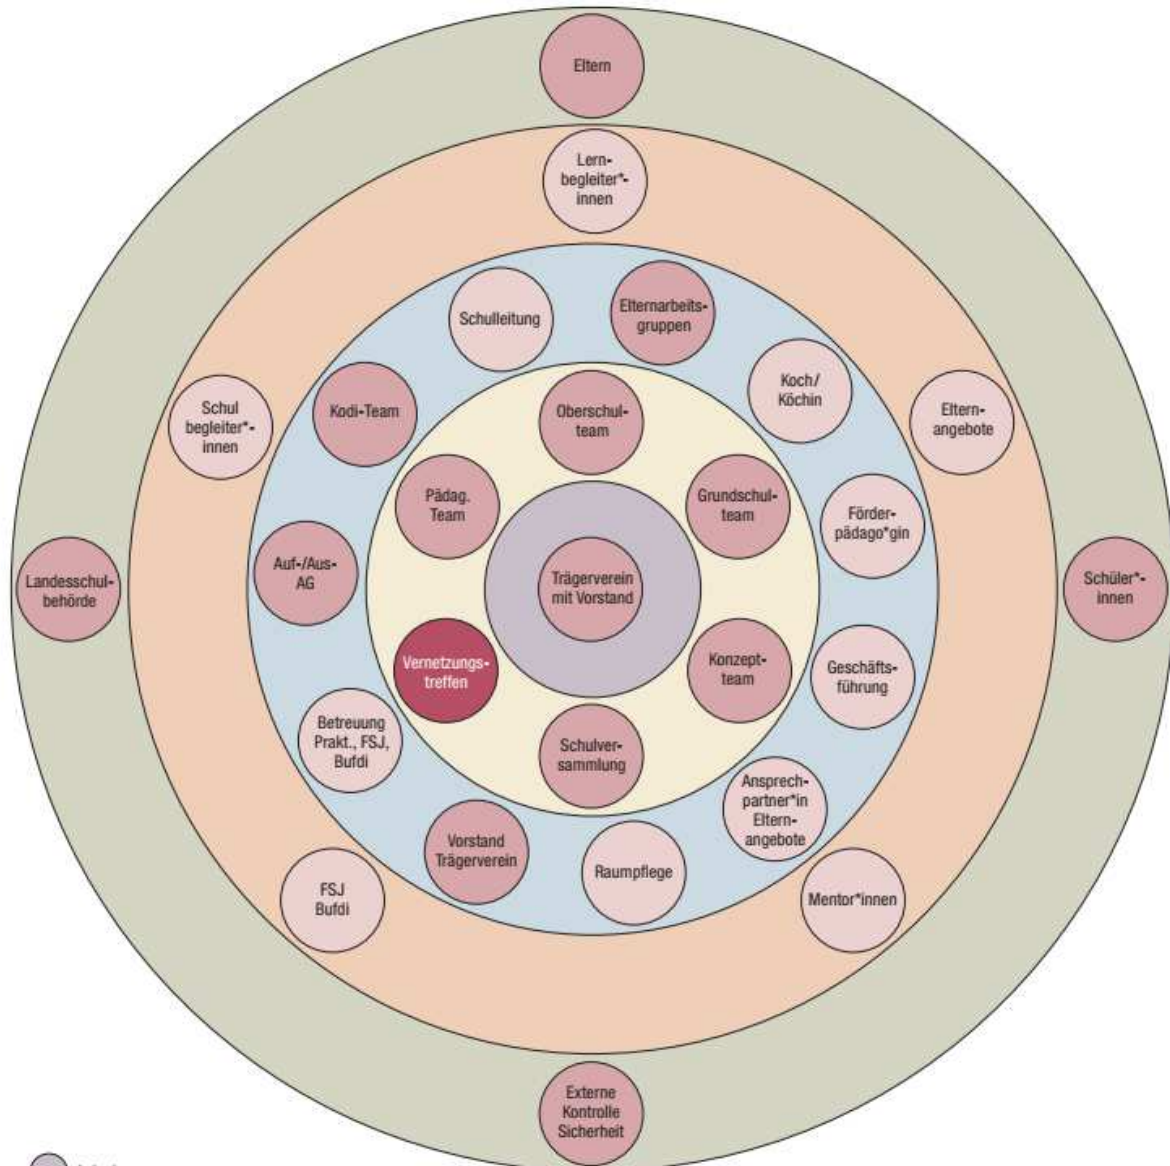 Eltern
Lern-
begleiter*-
innen
Schulleitung
Elternarbeits-
gruppen
Koch/
Köchin
Kodi-Team
Schul
begleiter*-
innen
Eltern-
angebote
Oberschul-
team
Pädag.
Team
Grundschul-
team
Förder-
pädago*gin
Auf-/Aus-
AG
Landesschul-
behörde
Trägerverein
mit Vorstand
Schüler*-
innen
Vernetzungs-
treffen
Konzept-
team
Geschäfts-
führung
Betreuung
Prakt., FSJ,
Bufdi
Schulver-
sammlung
Ansprech-
partner*in
Eltern-
angebote
Vorstand
Trägerverein
Raumpflege
FSJ
Bufdi
Mentor*innen
Externe
Kontrolle
Sicherheit